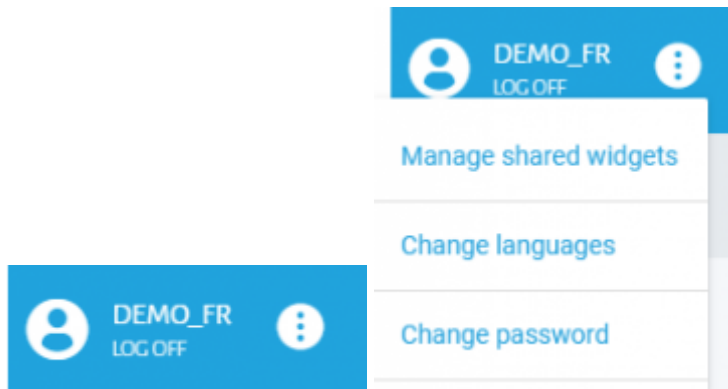 DEMO_FR
LOG OFF
DEMO_FR
LOG OFF
Manage shared widgets
Change languages
Change password